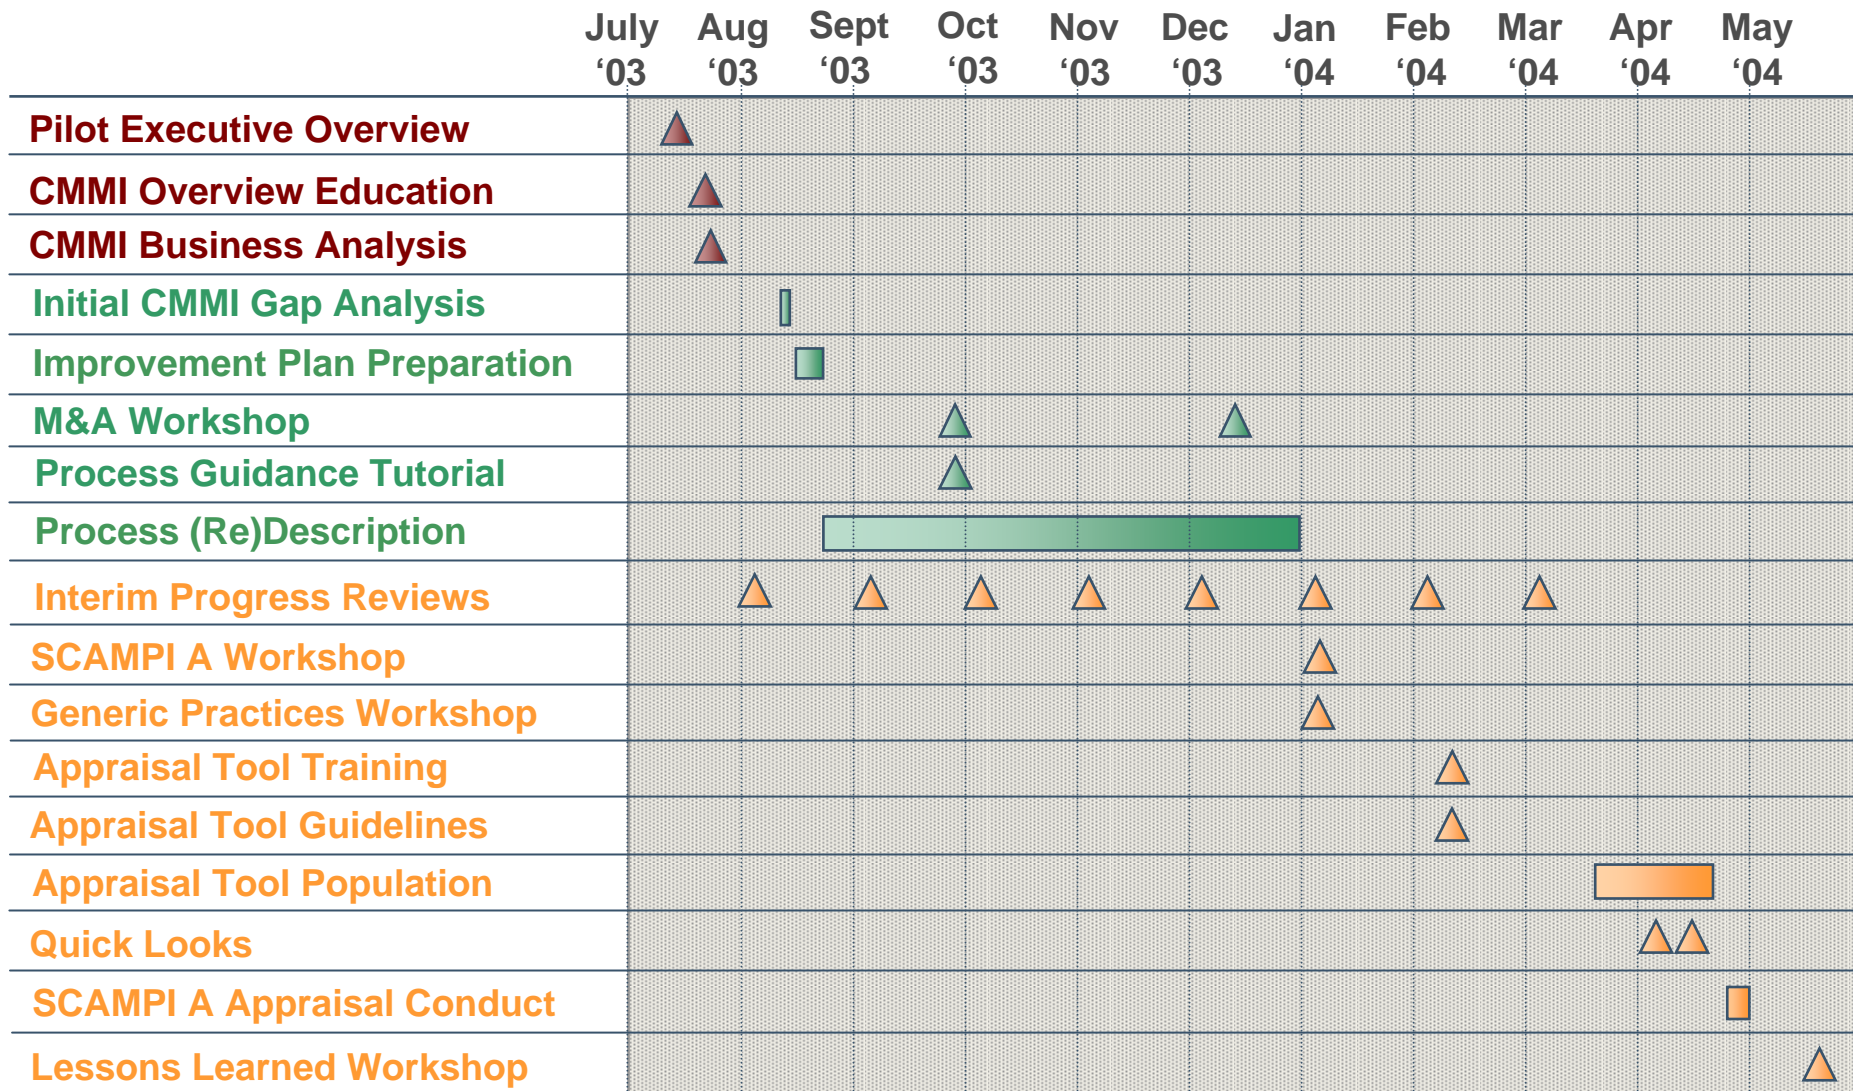 July Aug Sept Oct Nov Dec Jan Feb Mar Apr May
‘03 ‘03 ‘03 ‘03 ‘03 ‘03 ‘04 ‘04 ‘04 ‘04 ‘04
Pilot Executive Overview
CMMI Overview Education
CMMI Business Analysis
Initial CMMI Gap Analysis
Improvement Plan Preparation
M&A Workshop
Process Guidance Tutorial
Process (Re)Description
Interim Progress Reviews
SCAMPI A Workshop
Generic Practices Workshop
Appraisal Tool Training
Appraisal Tool Guidelines
Appraisal Tool Population
Quick Looks
SCAMPI A Appraisal Conduct
Lessons Learned Workshop